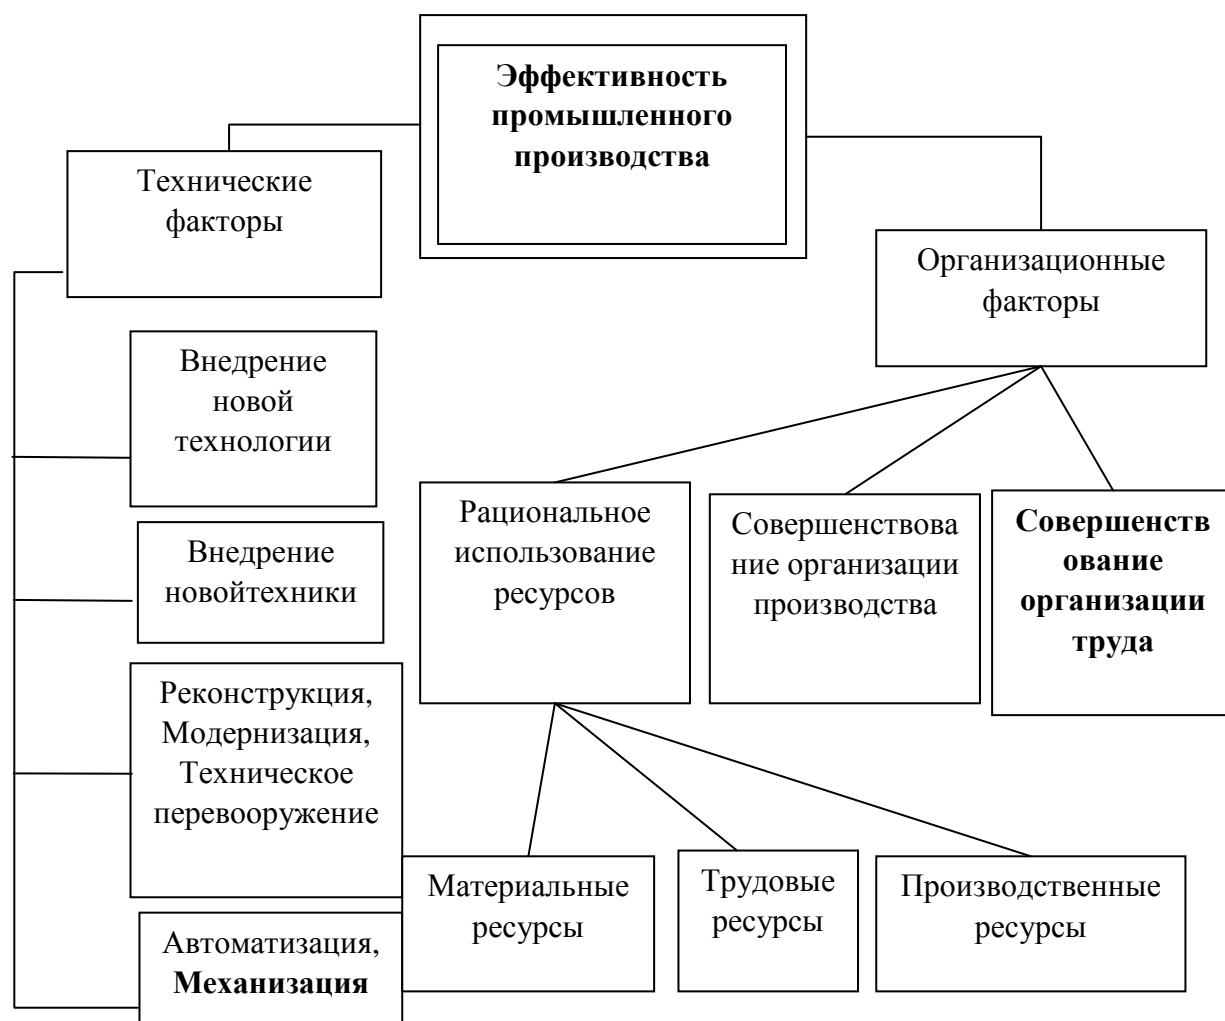 Эффективность
промышленного
производства
Технические
факторы
Организационные
факторы
Внедрение
новой
технологии
Внедрение
новойтехники
Реконструкция,
Модернизация,
Техническое
перевооружение
Автоматизация,
Механизация
Рациональное
использование
ресурсов
Совершенствова
ние организации
производства
Совершенств
ование
организации
труда
Материальные
ресурсы
Трудовые
ресурсы
Производственные
ресурсы